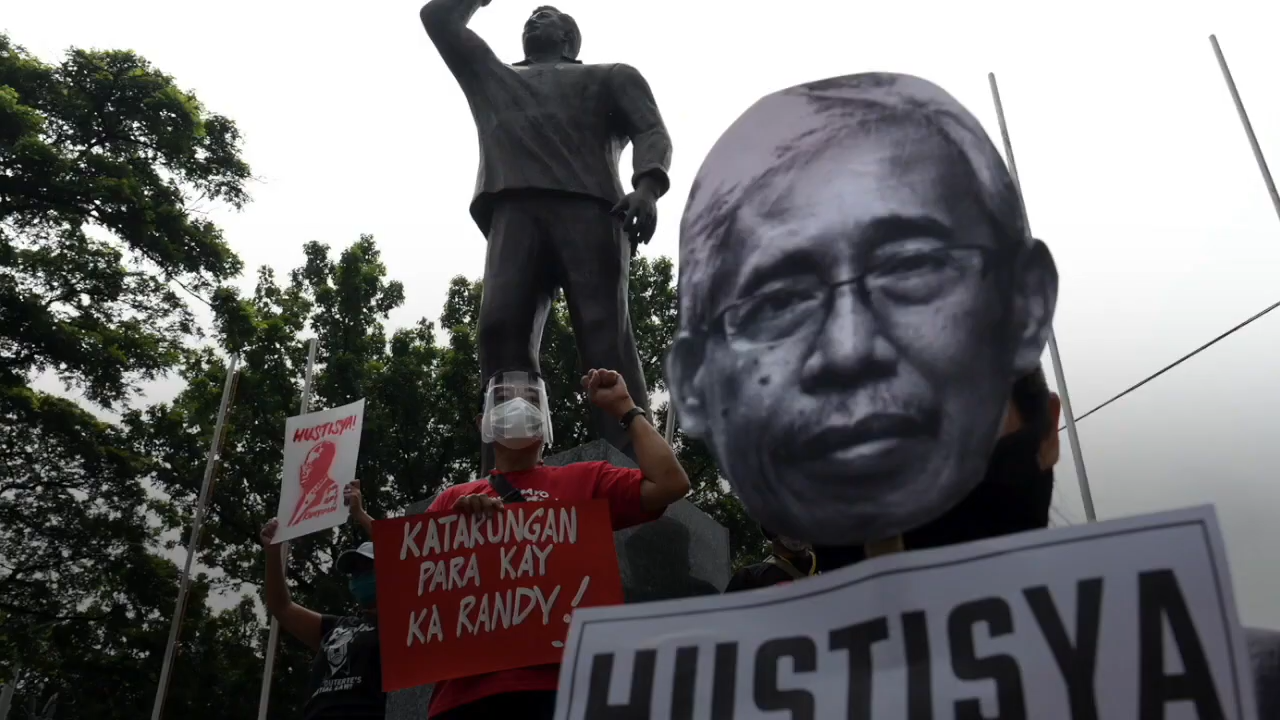 HUSTISYA!
KATARUNGAN
PARA KAY
KA RANDY!
HUSTISYA